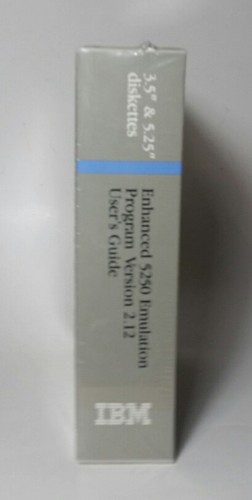 3.5" & 5.25"
diskettes
Enhanced 5250 Emulation
Program Version 2.12
User's Guide
IBM